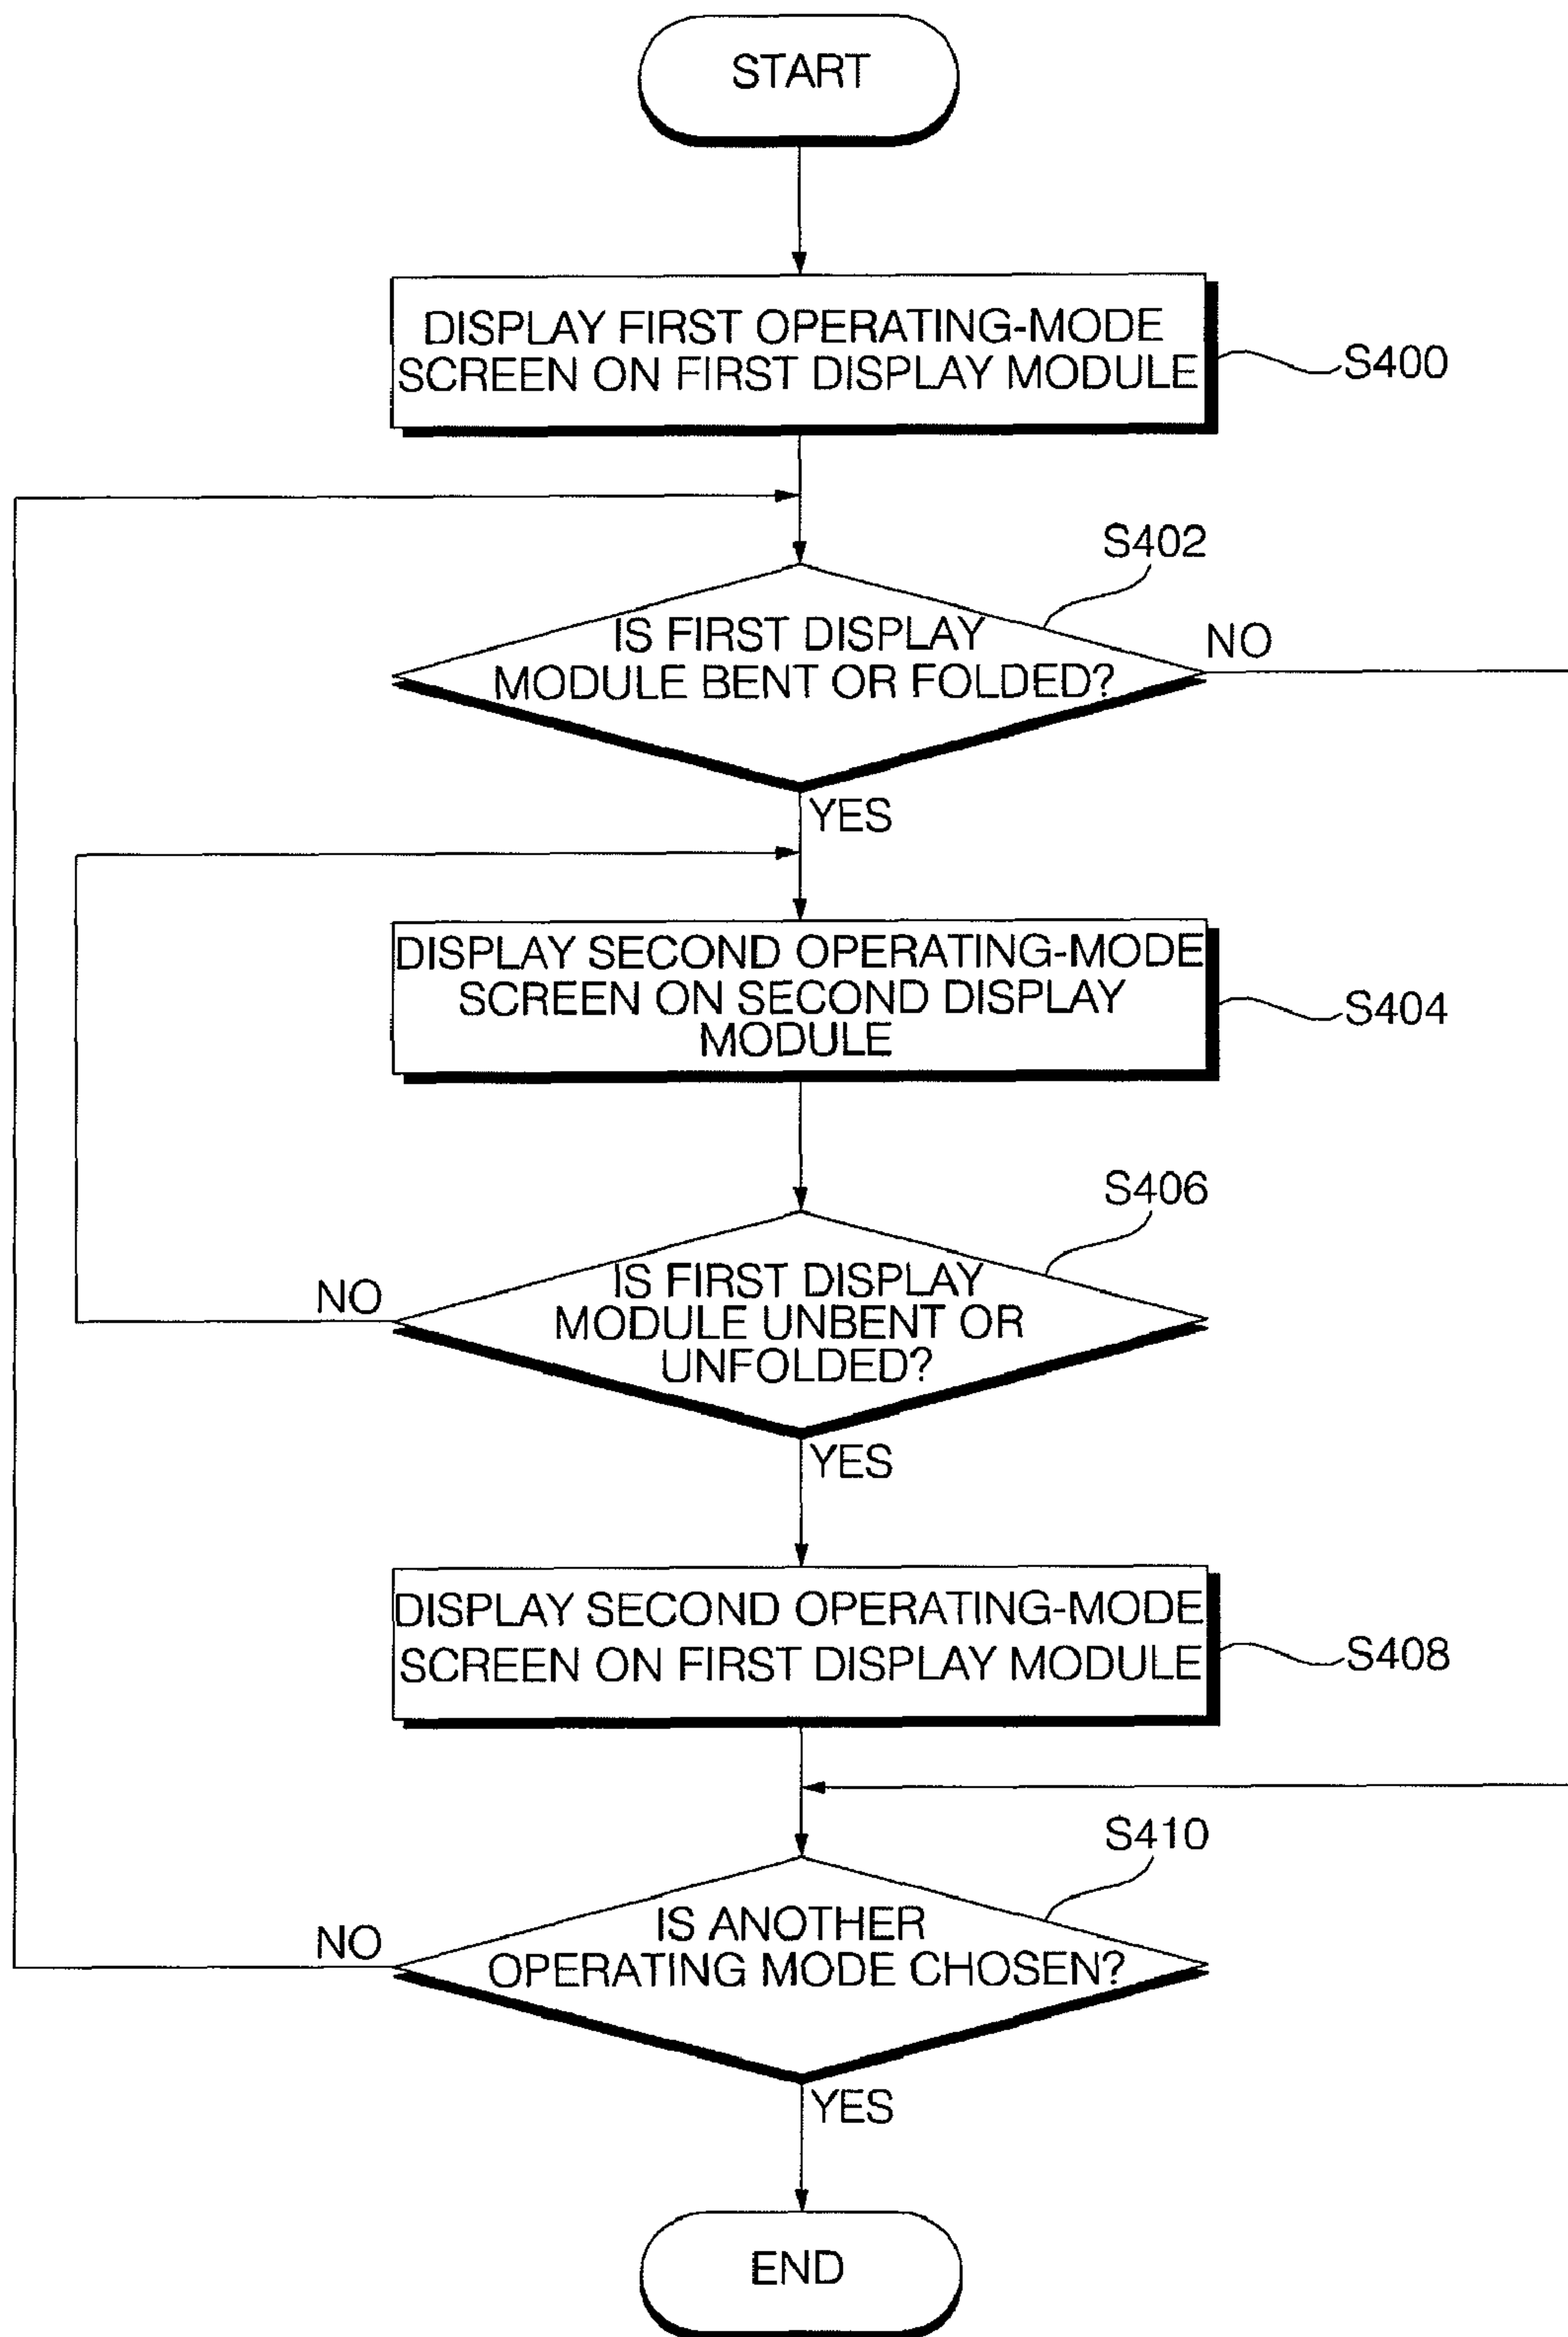 START
DISPLAY FIRST OPERATING-MODE
SCREEN ON FIRST DISPLAY MODULE
S400
S402
IS FIRST DISPLAY
MODULE BENT OR FOLDED?
NO
YES
DISPLAY SECOND OPERATING-MODE
SCREEN ON SECOND DISPLAY
MODULE
S404
S406
IS FIRST DISPLAY
MODULE UNBENT OR
UNFOLDED?
NO
YES
DISPLAY SECOND OPERATING-MODE
SCREEN ON FIRST DISPLAY MODULE
S408
S410
IS ANOTHER
OPERATING MODE CHOSEN?
NO
YES
END